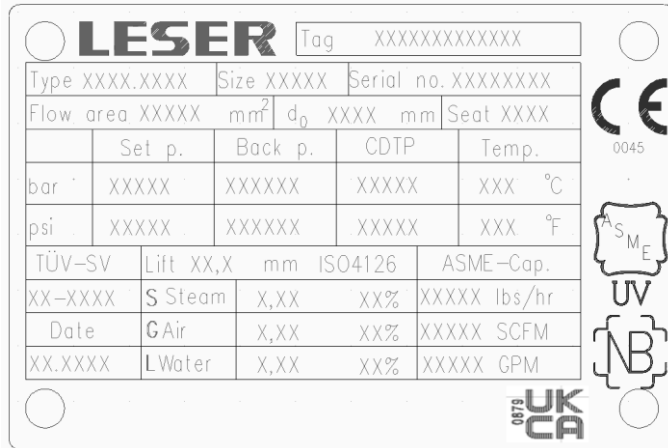 LESER Tag XXXXXXXXXXXXX
Type XXXX.XXXX Size XXXXX Serial no. XXXXXXXX
Flow area XXXXX mm² d₀ XXXX mm Seat XXXX
CE
0045
Set p. Back p. CDTP Temp.
bar XXXXX XXXXXX XXXXX XXX °C
psi XXXXX XXXXXX XXXXX XXX °F
ASME
UV
TÜV-SV Lift XX,X mm ISO4126 ASME-Cap.
XX-XXXX S Steam X,XX XX% XXXXX lbs/hr
Date G Air X,XX XX% XXXXX SCFM
XX.XXXX L Water X,XX XX% XXXXX GPM
NB
0879
UK
CA